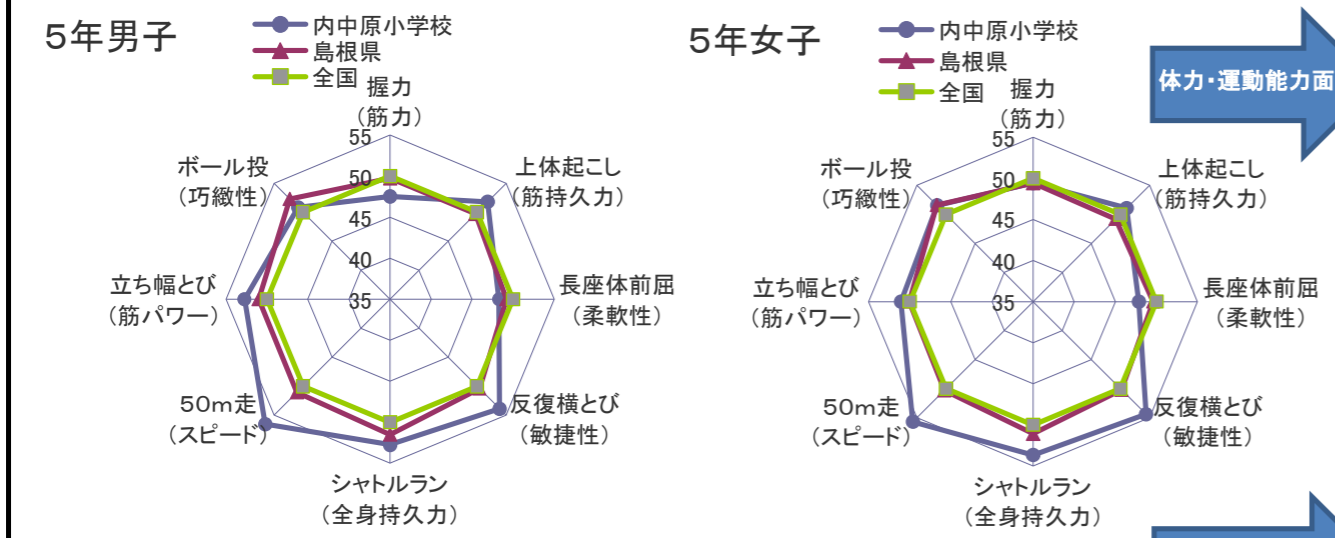 5年男子
内中原小学校
島根県
全国
握力
(筋力)
上体起こし
(筋持久力)
長座体前屈
(柔軟性)
反復横とび
(敏捷性)
シャトルラン
(全身持久力)
50m走
(スピード)
立ち幅とび
(筋パワー)
ボール投
(巧緻性)
55
50
45
40
35
5年女子
内中原小学校
島根県
全国
握力
(筋力)
上体起こし
(筋持久力)
長座体前屈
(柔軟性)
反復横とび
(敏捷性)
シャトルラン
(全身持久力)
50m走
(スピード)
立ち幅とび
(筋パワー)
ボール投
(巧緻性)
55
50
45
40
35
体力・運動能力面